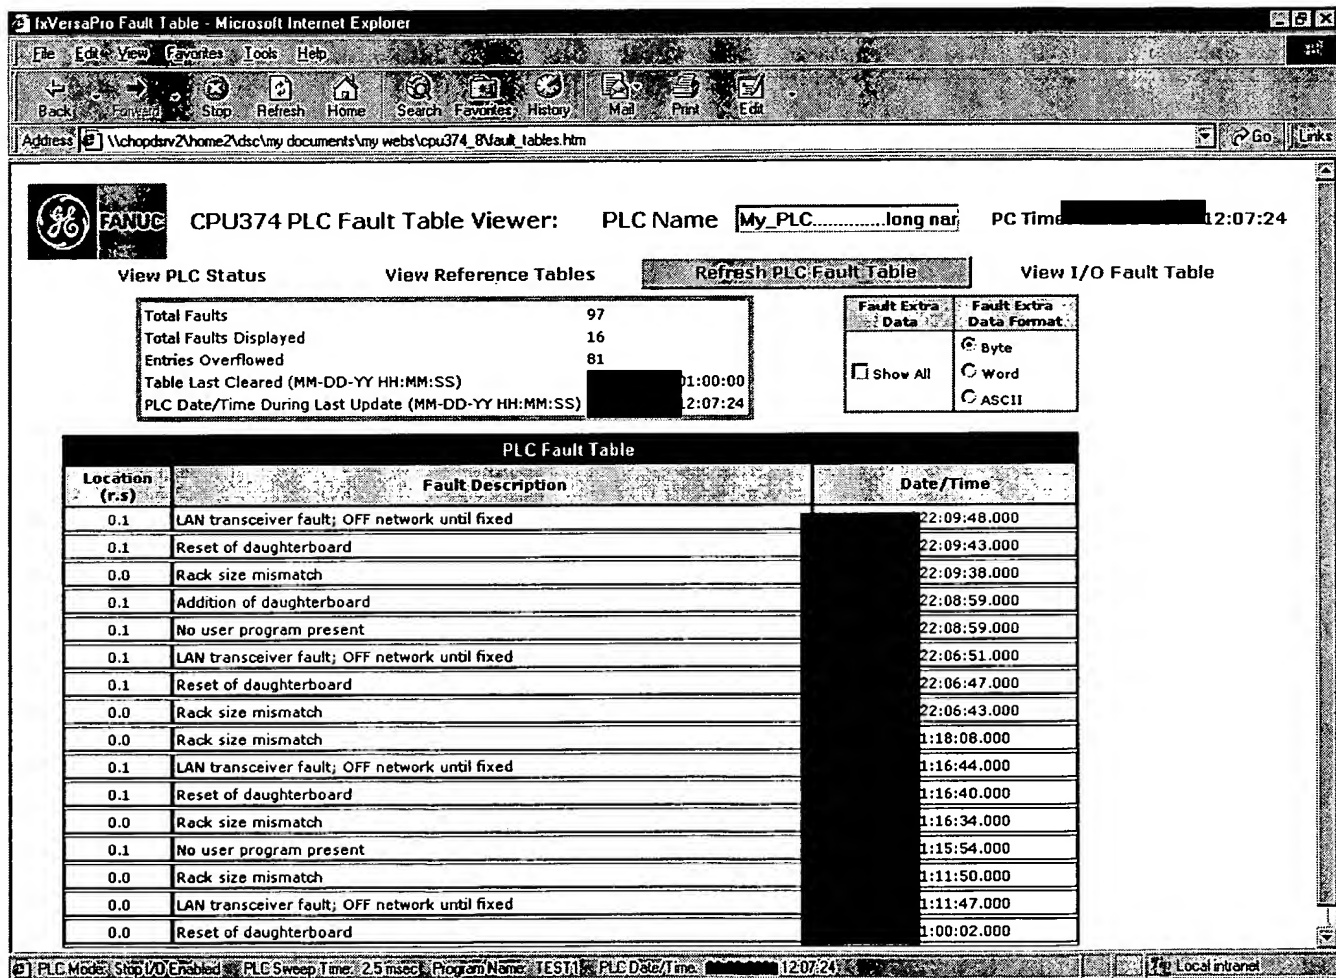 fxVersaPro Fault Table - Microsoft Internet Explorer
File Edit View Favorites Tools Help
Back Forward Stop Refresh Home Search Favorites History Mail Print Edit
Address \\chopdsrv2\home2\dsc\my documents\my webs\cpu374_8\fault_tables.htm Go Links
GE FANUC CPU374 PLC Fault Table Viewer: PLC Name My_PLC..............long nar PC Time 12:07:24
View PLC Status View Reference Tables Refresh PLC Fault Table View I/O Fault Table
Total Faults 97
Total Faults Displayed 16
Entries Overflowed 81
Table Last Cleared (MM-DD-YY HH:MM:SS) 01:00:00
PLC Date/Time During Last Update (MM-DD-YY HH:MM:SS) 2:07:24
Fault Extra Data Fault Extra Data Format
Show All Byte
Word
ASCII
PLC Fault Table
Location (r.s) Fault Description Date/Time
0.1 LAN transceiver fault; OFF network until fixed 22:09:48.000
0.1 Reset of daughterboard 22:09:43.000
0.0 Rack size mismatch 22:09:38.000
0.1 Addition of daughterboard 22:08:59.000
0.1 No user program present 22:08:59.000
0.1 LAN transceiver fault; OFF network until fixed 22:06:51.000
0.1 Reset of daughterboard 22:06:47.000
0.0 Rack size mismatch 22:06:43.000
0.0 Rack size mismatch 1:18:08.000
0.1 LAN transceiver fault; OFF network until fixed 1:16:44.000
0.1 Reset of daughterboard 1:16:40.000
0.0 Rack size mismatch 1:16:34.000
0.1 No user program present 1:15:54.000
0.0 Rack size mismatch 1:11:50.000
0.0 LAN transceiver fault; OFF network until fixed 1:11:47.000
0.0 Reset of daughterboard 1:00:02.000
PLC Mode: Stop I/O Enabled PLC Sweep Time: 2.5 msec PLC Program Name: TEST1 PLC Date/Time: 12:07:24 Local intranet